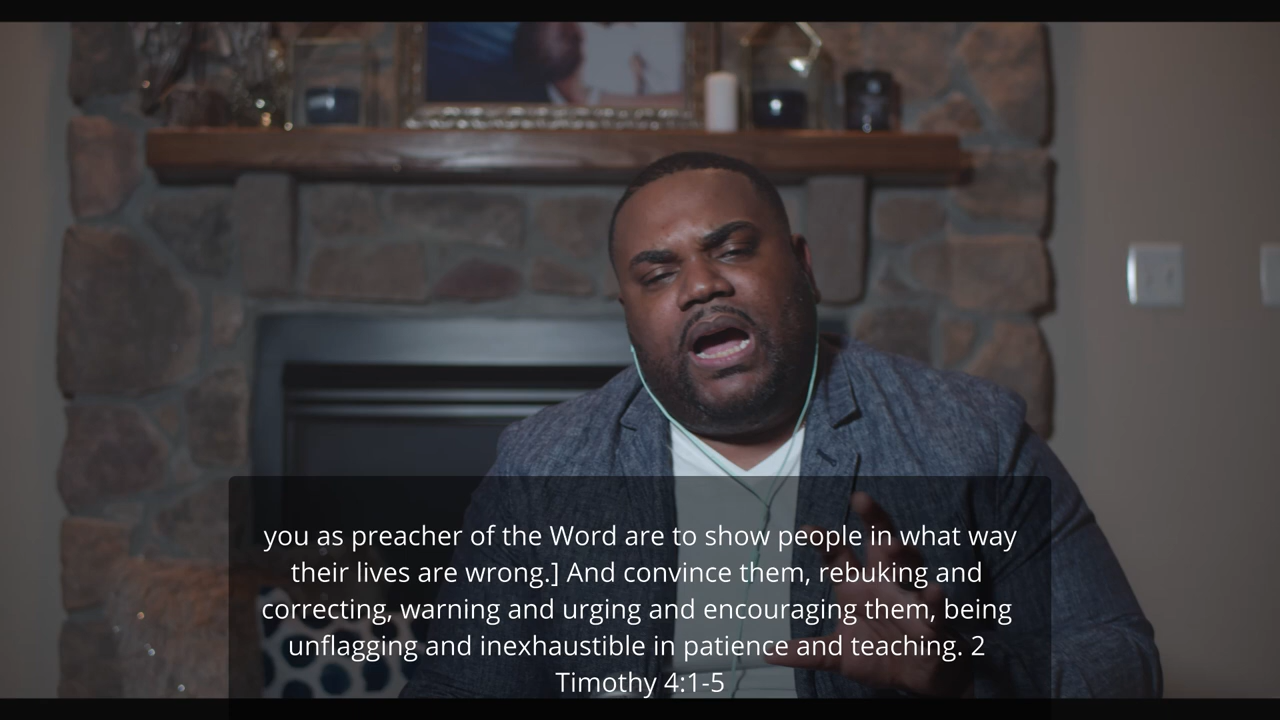 you as preacher of the Word are to show people in what way
their lives are wrong.] And convince them, rebuking and
correcting, warning and urging and encouraging them, being
unflagging and inexhaustible in patience and teaching. 2
Timothy 4:1-5